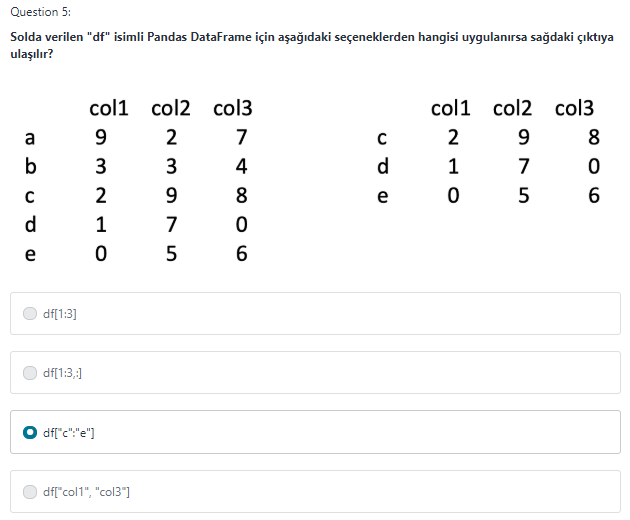 Question 5:
Solda verilen "df" isimli Pandas DataFrame için aşağıdaki seçeneklerden hangisi uygulanırsa sağdaki çıktıya
ulaşılır?
col1 col2 col3 col1 col2 col3
a 9 2 7 c 2 9 8
b 3 3 4 d 1 7 0
c 2 9 8 e 0 5 6
d 1 7 0
e 0 5 6
df[1:3]
df[1:3,:]
df["c":"e"]
df["col1", "col3"]